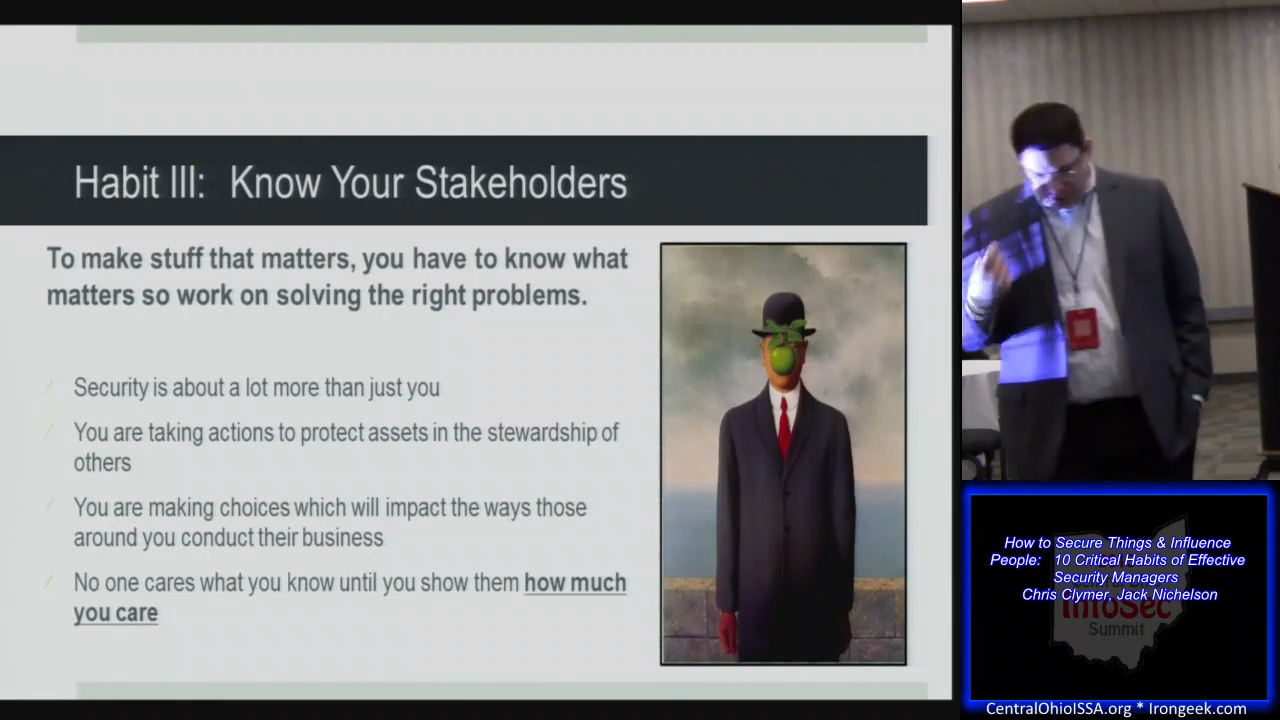 Habit III: Know Your Stakeholders
To make stuff that matters, you have to know what
matters so work on solving the right problems.
Security is about a lot more than just you
You are taking actions to protect assets in the stewardship of
others
You are making choices which will impact the ways those
around you conduct their business
No one cares what you know until you show them how much
you care
How to Secure Things & Influence
People: 10 Critical Habits of Effective
Security Managers
Chris Clymer, Jack Nichelson
InfoSec
Summit
CentralOhioISSA.org * Irongeek.com